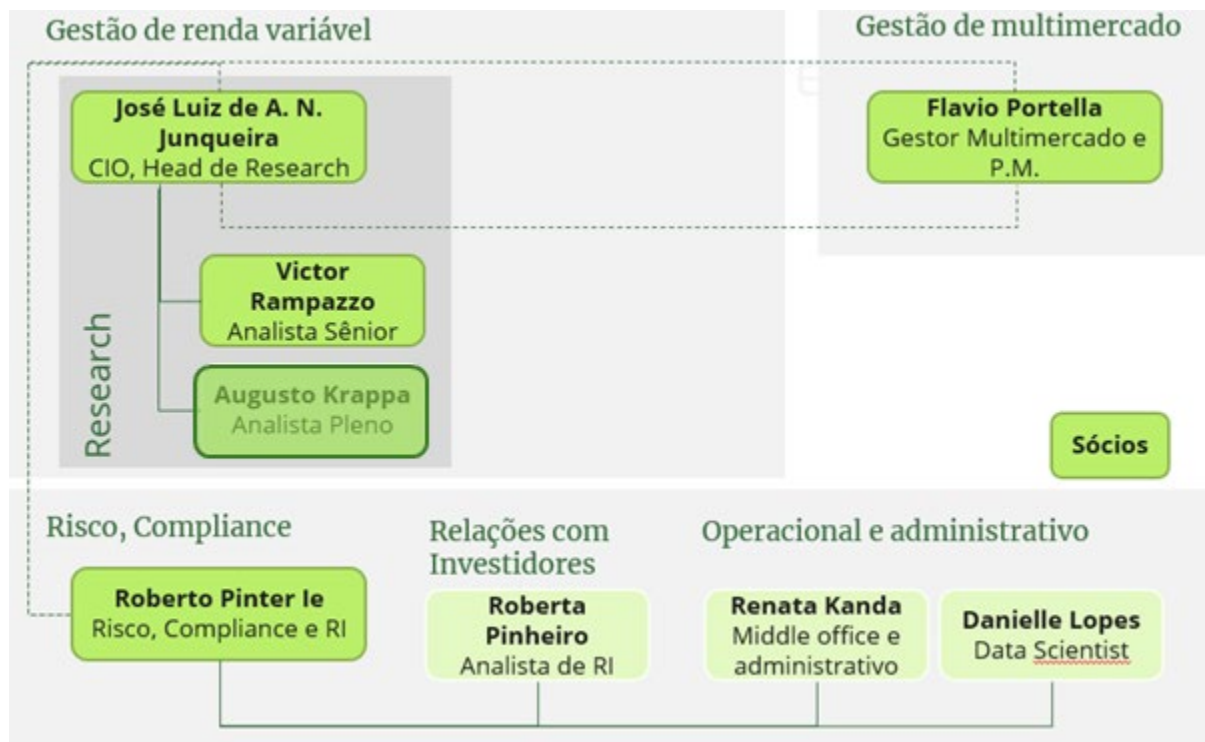 Gestão de renda variável
Gestão de multimercado
José Luiz de A. N.
Junqueira
CIO, Head de Research
Flavio Portella
Gestor Multimercado e
P.M.
Victor
Rampazzo
Analista Sênior
Augusto Krappa
Analista Pleno
Research
Sócios
Risco, Compliance
Roberto Pinter Ie
Risco, Compliance e RI
Relações com
Investidores
Roberta
Pinheiro
Analista de RI
Operacional e administrativo
Renata Kanda
Middle office e
administrativo
Danielle Lopes
Data Scientist